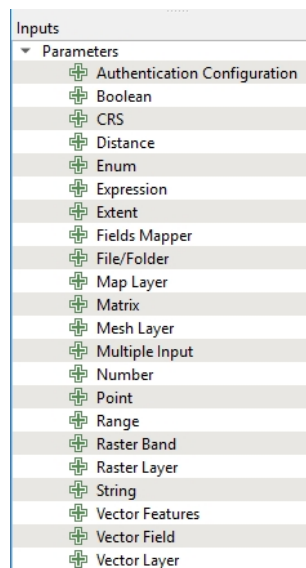 Inputs
Parameters
Authentication Configuration
Boolean
CRS
Distance
Enum
Expression
Extent
Fields Mapper
File/Folder
Map Layer
Matrix
Mesh Layer
Multiple Input
Number
Point
Range
Raster Band
Raster Layer
String
Vector Features
Vector Field
Vector Layer